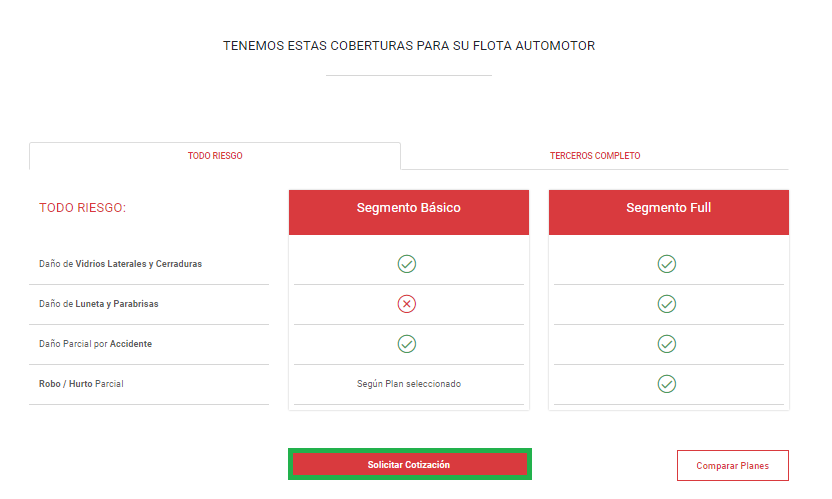 TENEMOS ESTAS COBERTURAS PARA SU FLOTA AUTOMOTOR
TODO RIESGO
TERCEROS COMPLETO
TODO RIESGO:
Segmento Básico
Segmento Full
Daño de Vidrios Laterales y Cerraduras
Daño de Luneta y Parabrisas
Daño Parcial por Accidente
Robo / Hurto Parcial
Según Plan seleccionado
Solicitar Cotización
Comparar Planes